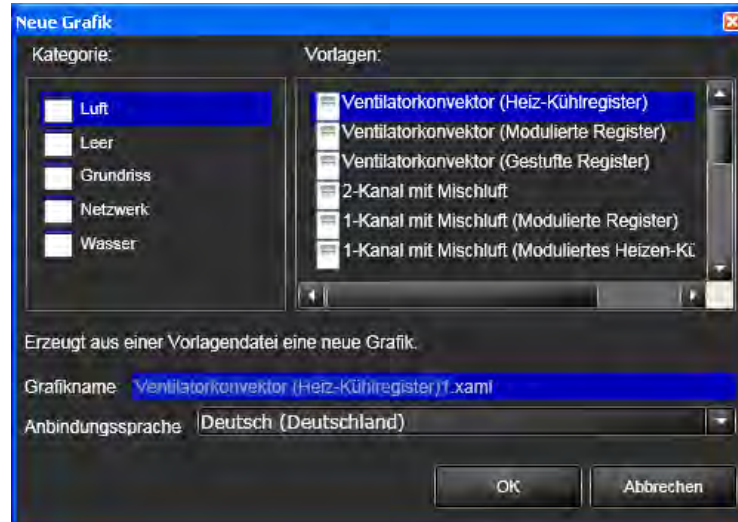 Neue Grafik
Kategorie:
Vorlagen:
Luft
Leer
Grundriss
Netzwerk
Wasser
Ventilatorkonvektor (Heiz-Kühlregister)
Ventilatorkonvektor (Modulierte Register)
Ventilatorkonvektor (Gestufte Register)
2-Kanal mit Mischluft
1-Kanal mit Mischluft (Modulierte Register)
1-Kanal mit Mischluft (Moduliertes Heizen-Kü
Erzeugt aus einer Vorlagendatei eine neue Grafik.
Grafikname Ventilatorkonvektor (Heiz-Kühlregister)1.xaml
Anbindungssprache Deutsch (Deutschland)
OK Abbrechen